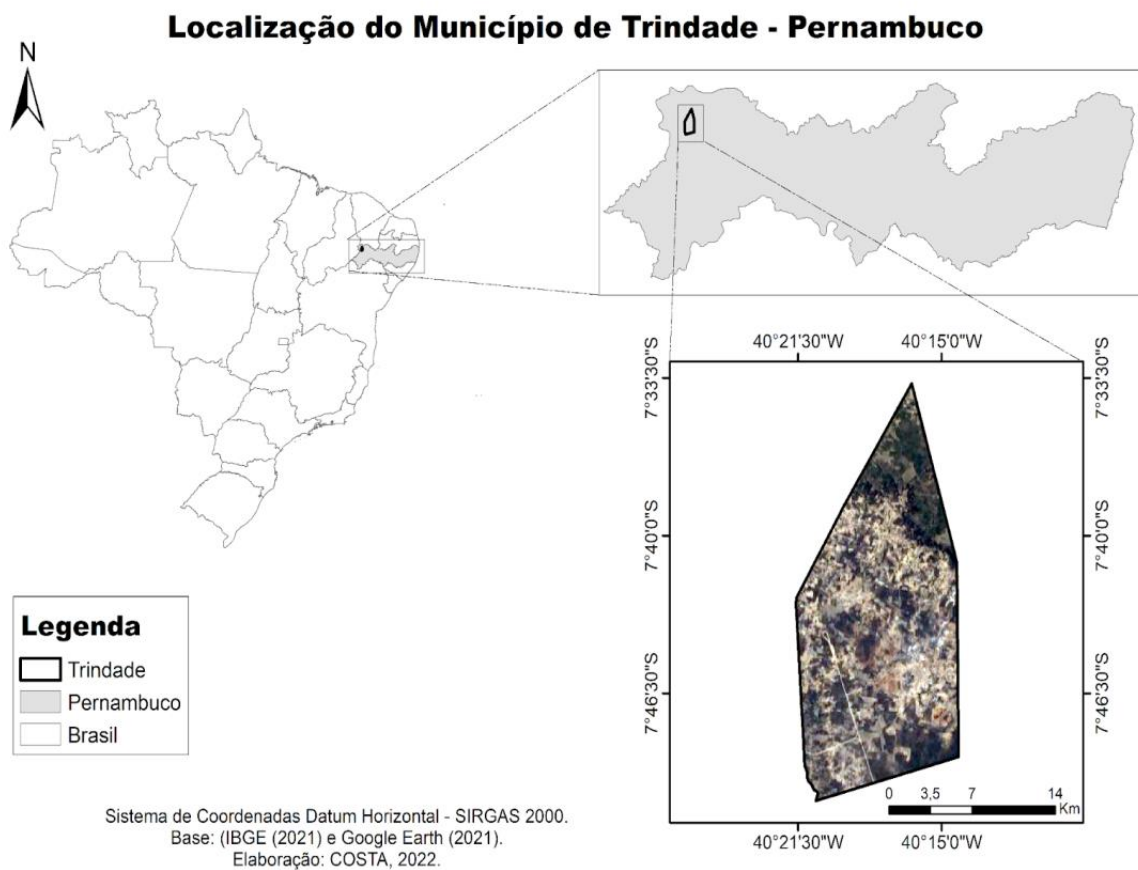 Localização do Município de Trindade - Pernambuco
N
40°21'30"W
40°15'0"W
7°33'30"S
7°33'30"S
7°40'0"S
7°40'0"S
7°46'30"S
7°46'30"S
0 3,5 7 14
Km
40°21'30"W
40°15'0"W
Legenda
Trindade
Pernambuco
Brasil
Sistema de Coordenadas Datum Horizontal - SIRGAS 2000.
Base: (IBGE (2021) e Google Earth (2021).
Elaboração: COSTA, 2022.